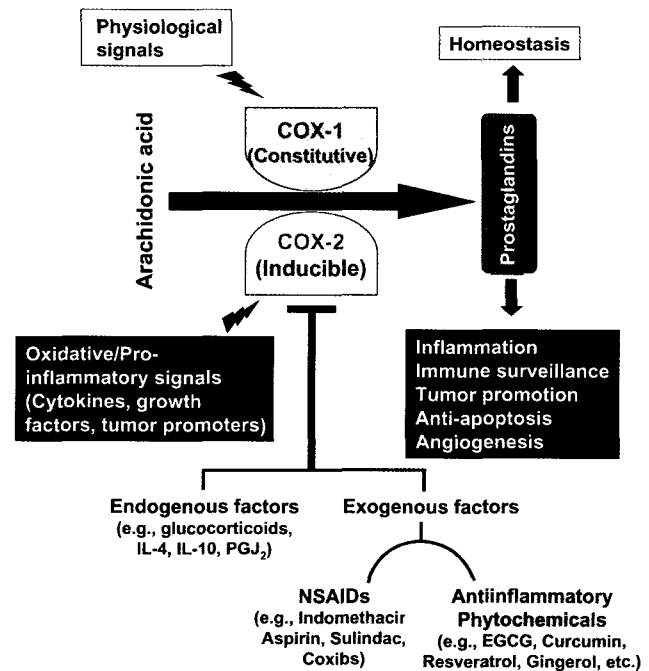 Physiological
signals
Homeostasis
COX-1
(Constitutive)
Arachidonic acid
Prostaglandins
COX-2
(Inducible)
Oxidative/Pro-
inflammatory signals
(Cytokines, growth
factors, tumor promoters)
Inflammation
Immune surveillance
Tumor promotion
Anti-apoptosis
Angiogenesis
Endogenous factors
(e.g., glucocorticoids,
IL-4, IL-10, PGJ₂)
Exogenous factors
NSAIDs
(e.g., Indomethacir
Aspirin, Sulindac,
Coxibs)
Antiinflammatory
Phytochemicals
(e.g., EGCG, Curcumin,
Resveratrol, Gingerol, etc.)